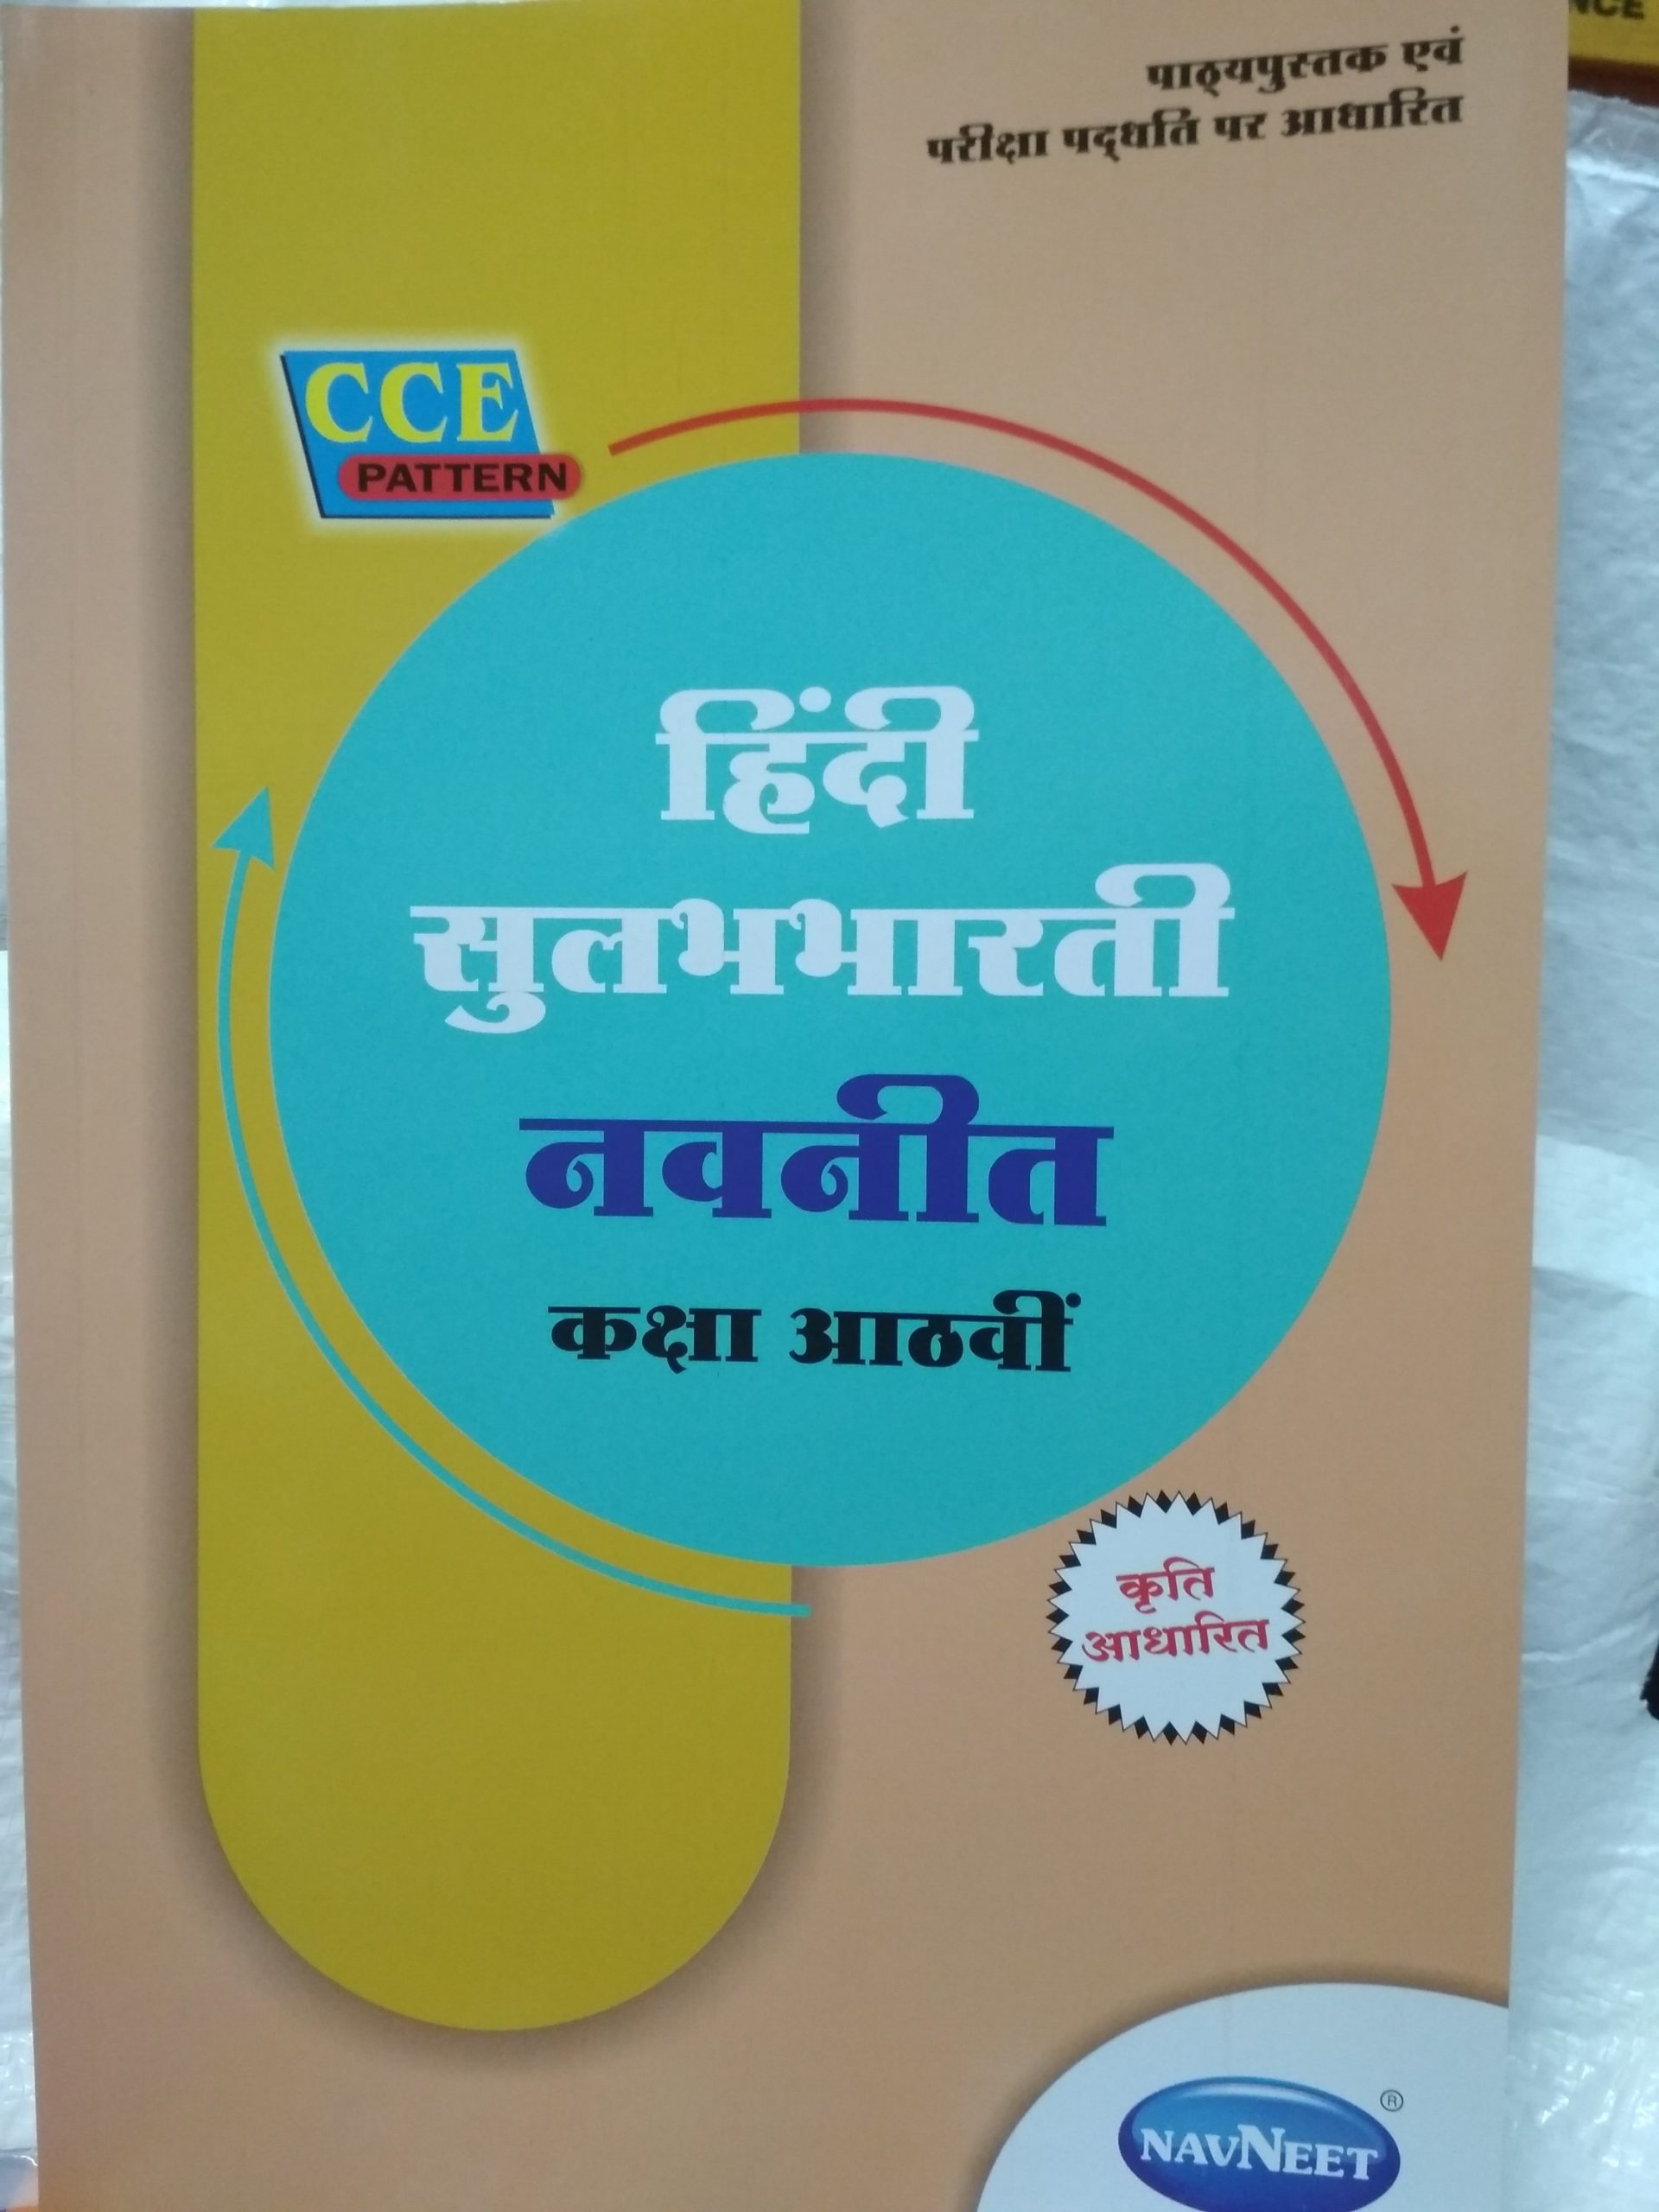 पाठ्यपुस्तक एवं
परीक्षा पद्धति पर आधारित
CCE
PATTERN
हिंदी
सुलभभारती
नवनीत
कक्षा आठवीं
कृति
आधारित
NAVNEET ®